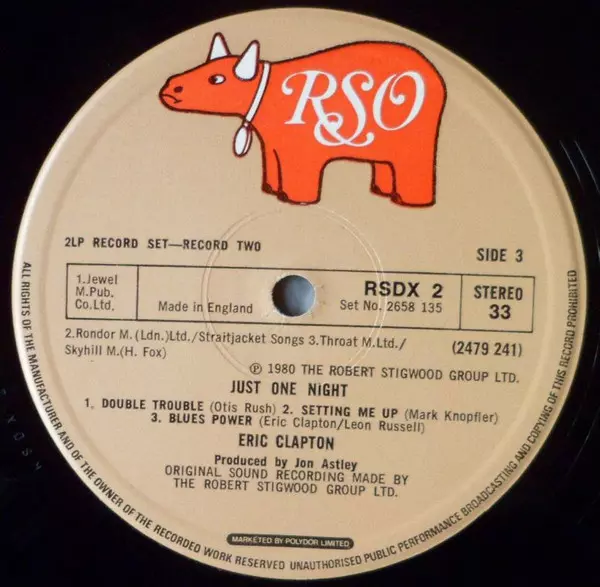 RSO
2LP RECORD SET—RECORD TWO
SIDE 3
1.Jewel
M.Pub.
Co.Ltd.
Made in England
RSDX 2
Set No. 2658 135
STEREO
33
2.Rondor M. (Ldn.)Ltd./Straitjacket Songs 3.Throat M.Ltd./
Skyhill M.(H. Fox)
(2479 241)
℗ 1980 THE ROBERT STIGWOOD GROUP LTD.
JUST ONE NiGHT
1. DOUBLE TROUBLE (Otis Rush) 2. SETTING ME UP (Mark Knopfler)
3. BLUES POWER (Eric Clapton/Leon Russell)
ERIC CLAPTON
Produced by Jon Astley
ORIGINAL SOUND RECORDING MADE BY
THE ROBERT STIGWOOD GROUP LTD.
MARKETED BY POLYDOR LIMITED
ALL RIGHTS OF THE MANUFACTURER AND OF THE OWNER OF THE RECORDED WORK RESERVED UNAUTHORISED PUBLIC PERFORMANCE BROADCASTING AND COPYING OF THIS RECORD PROHIBITED